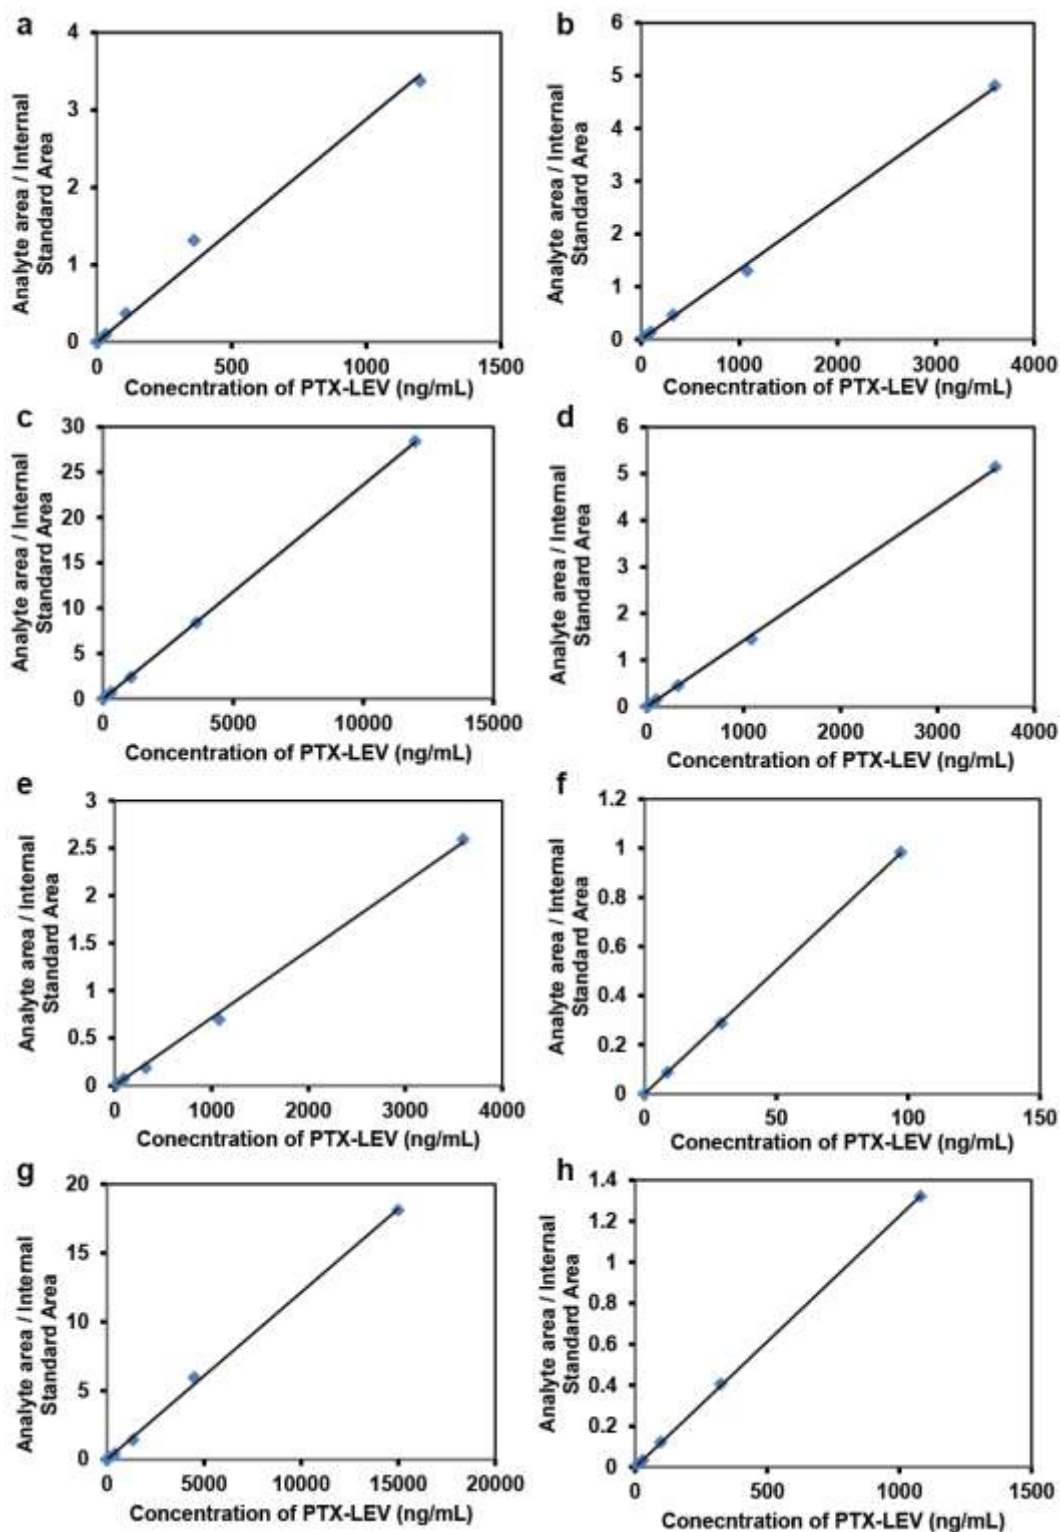 a
4
3
2
1
0
0 500 1000 1500
Analyte area / Internal
Standard Area
Conecntration of PTX-LEV (ng/mL)
b
6
5
4
3
2
1
0
0 1000 2000 3000 4000
Analyte area / Internal
Standard Area
Conecntration of PTX-LEV (ng/mL)
c
30
25
20
15
10
5
0
0 5000 10000 15000
Analyte area / Internal
Standard Area
Concentration of PTX-LEV (ng/mL)
d
6
5
4
3
2
1
0
0 1000 2000 3000 4000
Analyte area / Internal
Standard Area
Concentration of PTX-LEV (ng/mL)
e
3
2.5
2
1.5
1
0.5
0
0 1000 2000 3000 4000
Analyte area / Internal
Standard Area
Conecntration of PTX-LEV (ng/mL)
f
1.2
1
0.8
0.6
0.4
0.2
0
0 50 100 150
Analyte area / Internal
Standard Area
Conecntration of PTX-LEV (ng/mL)
g
20
15
10
5
0
0 5000 10000 15000 20000
Analyte area / Internal
Standard Area
Conecntration of PTX-LEV (ng/mL)
h
1.4
1.2
1
0.8
0.6
0.4
0.2
0
0 500 1000 1500
Analyte area / Internal
Standard Area
Conecntration of PTX-LEV (ng/mL)